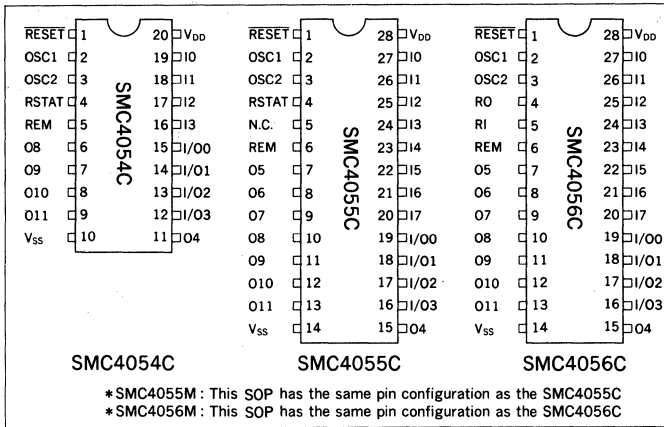 RESET 1 20 VDD RESET 1 28 VDD RESET 1 28 VDD
OSC1 2 19 I0 OSC1 2 27 I0 OSC1 2 27 I0
OSC2 3 18 I1 OSC2 3 26 I1 OSC2 3 26 I1
RSTAT 4 17 I2 RSTAT 4 25 I2 RO 4 25 I2
REM 5 16 I3 N.C. 5 24 I3 RI 5 24 I3
O8 6 15 I/O0 REM 6 23 I4 REM 6 23 I4
O9 7 14 I/O1 O5 7 22 I5 O5 7 22 I5
O10 8 13 I/O2 O6 8 21 I6 O6 8 21 I6
O11 9 12 I/O3 O7 9 20 I7 O7 9 20 I7
VSS 10 11 O4 O8 10 19 I/O0 O8 10 19 I/O0
O9 11 18 I/O1 O9 11 18 I/O1
O10 12 17 I/O2 O10 12 17 I/O2
O11 13 16 I/O3 O11 13 16 I/O3
VSS 14 15 O4 VSS 14 15 O4
SMC4054C
SMC4055C
SMC4056C
SMC4054C SMC4055C SMC4056C
*SMC4055M : This SOP has the same pin configuration as the SMC4055C
*SMC4056M : This SOP has the same pin configuration as the SMC4056C